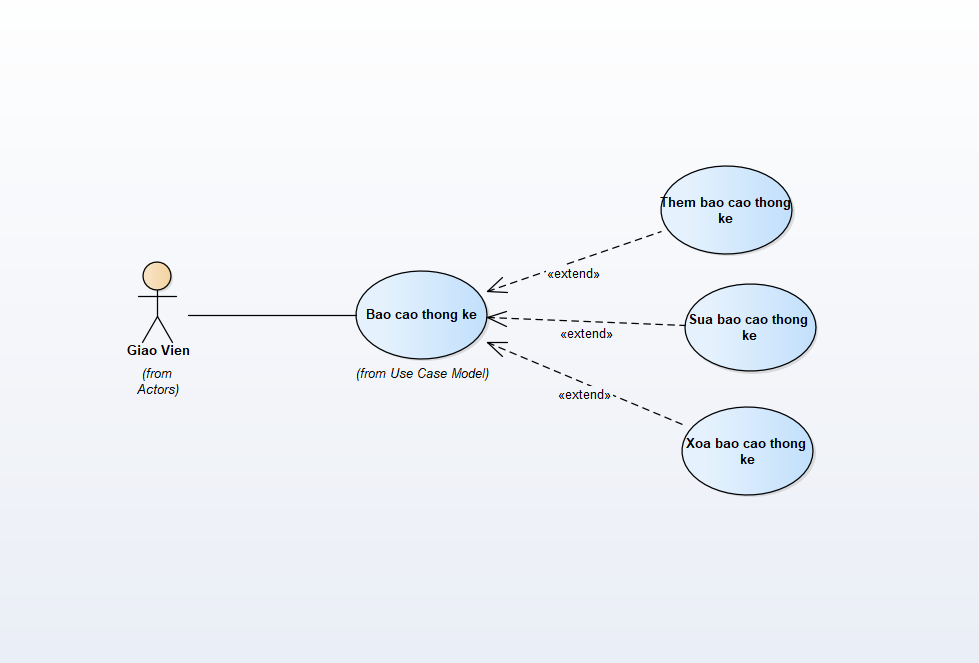 Them bao cao thong
ke
«extend»
Bao cao thong ke
Sua bao cao thong
ke
«extend»
Giao Vien
(from
Actors)
(from Use Case Model)
«extend»
Xoa bao cao thong
ke